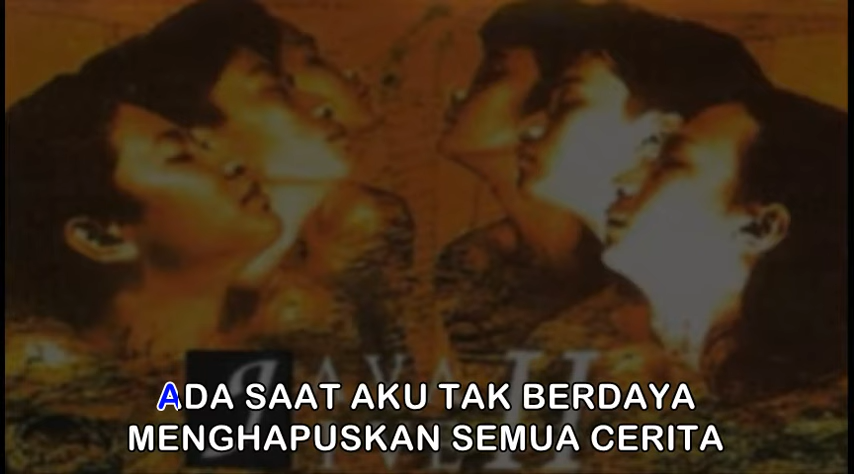 ADA SAAT AKU TAK BERDAYA
MENGHAPUSKAN SEMUA CERITA